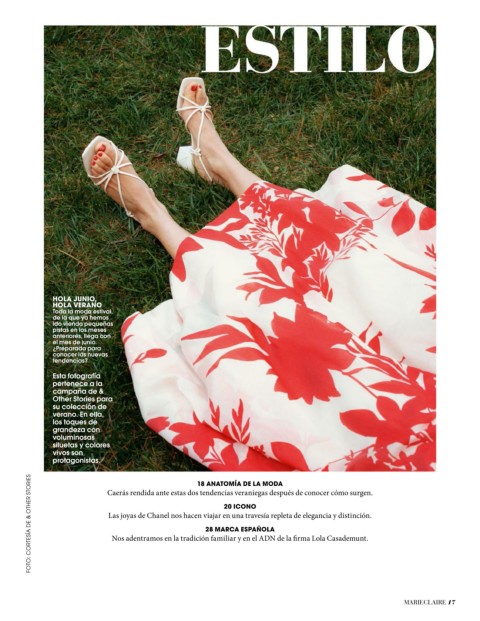 ESTILO
HOLA JUNIO,
HOLA VERANO
Toda la moda estival,
de la que ya hemos
ido viendo pequeñas
pistas en los meses
anteriores, llega con
el mes de junio.
¿Preparada para
conocer las nuevas
tendencias?
Esta fotografía
pertenece a la
campaña de &
Other Stories para
su colección de
verano. En ella,
los toques de
grandeza con
voluminosas
siluetas y colores
vivos son
protagonistas.
FOTO: CORTESÍA DE & OTHER STORIES
18 ANATOMÍA DE LA MODA
Caerás rendida ante estas dos tendencias veraniegas después de conocer cómo surgen.
20 ICONO
Las joyas de Chanel nos hacen viajar en una travesía repleta de elegancia y distinción.
28 MARCA ESPAÑOLA
Nos adentramos en la tradición familiar y en el ADN de la firma Lola Casademunt.
MARIECLAIRE 17